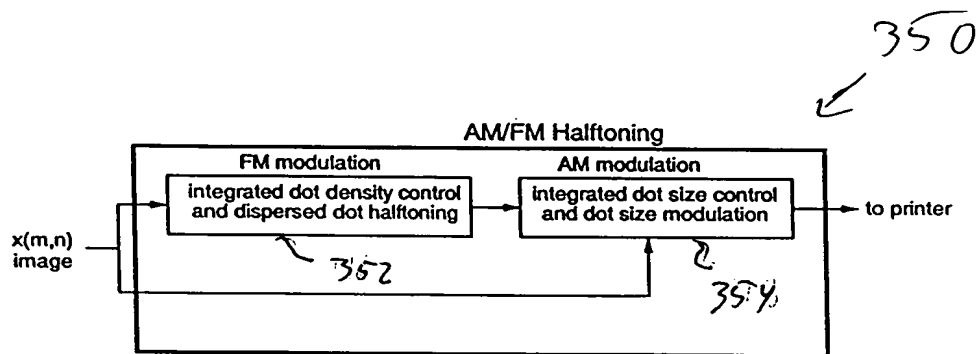 350
AM/FM Halftoning
FM modulation
AM modulation
integrated dot density control
and dispersed dot halftoning
integrated dot size control
and dot size modulation
to printer
x(m,n)
image
352
354